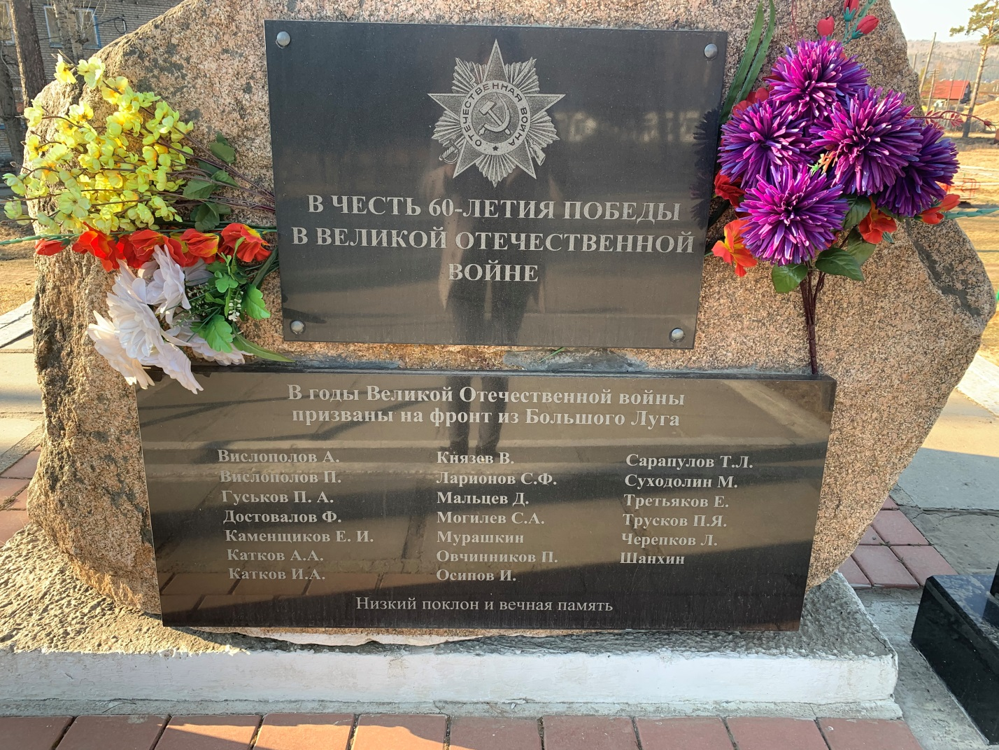 ОТЕЧЕСТВЕННАЯ ВОЙНА
В ЧЕСТЬ 60-ЛЕТИЯ ПОБЕДЫ
В ВЕЛИКОЙ ОТЕЧЕСТВЕННОЙ
ВОЙНЕ
В годы Великой Отечественной войны
призваны на фронт из Большого Луга
Вислополов А.
Вислополов П.
Гуськов П. А.
Достовалов Ф.
Каменщиков Е. И.
Катков А.А.
Катков И.А.
Князев В.
Ларионов С.Ф.
Мальцев Д.
Могилев С.А.
Мурашкин
Овчинников П.
Осипов И.
Сарапулов Т.Л.
Суходолин М.
Третьяков Е.
Трусков П.Я.
Черепков Л.
Шанхин
Низкий поклон и вечная память